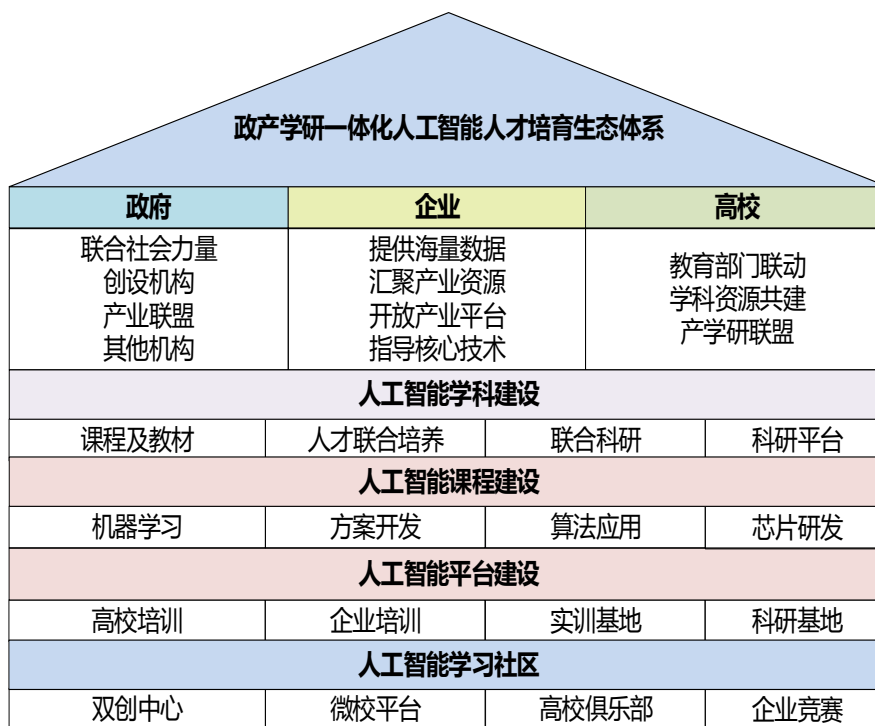 政产学研一体化人工智能人才培育生态体系
政府 企业 高校
联合社会力量
创设机构
产业联盟
其他机构
提供海量数据
汇聚产业资源
开放产业平台
指导核心技术
教育部门联动
学科资源共建
产学研联盟
人工智能学科建设
课程及教材 人才联合培养 联合科研 科研平台
人工智能课程建设
机器学习 方案开发 算法应用 芯片研发
人工智能平台建设
高校培训 企业培训 实训基地 科研基地
人工智能学习社区
双创中心 微校平台 高校俱乐部 企业竞赛